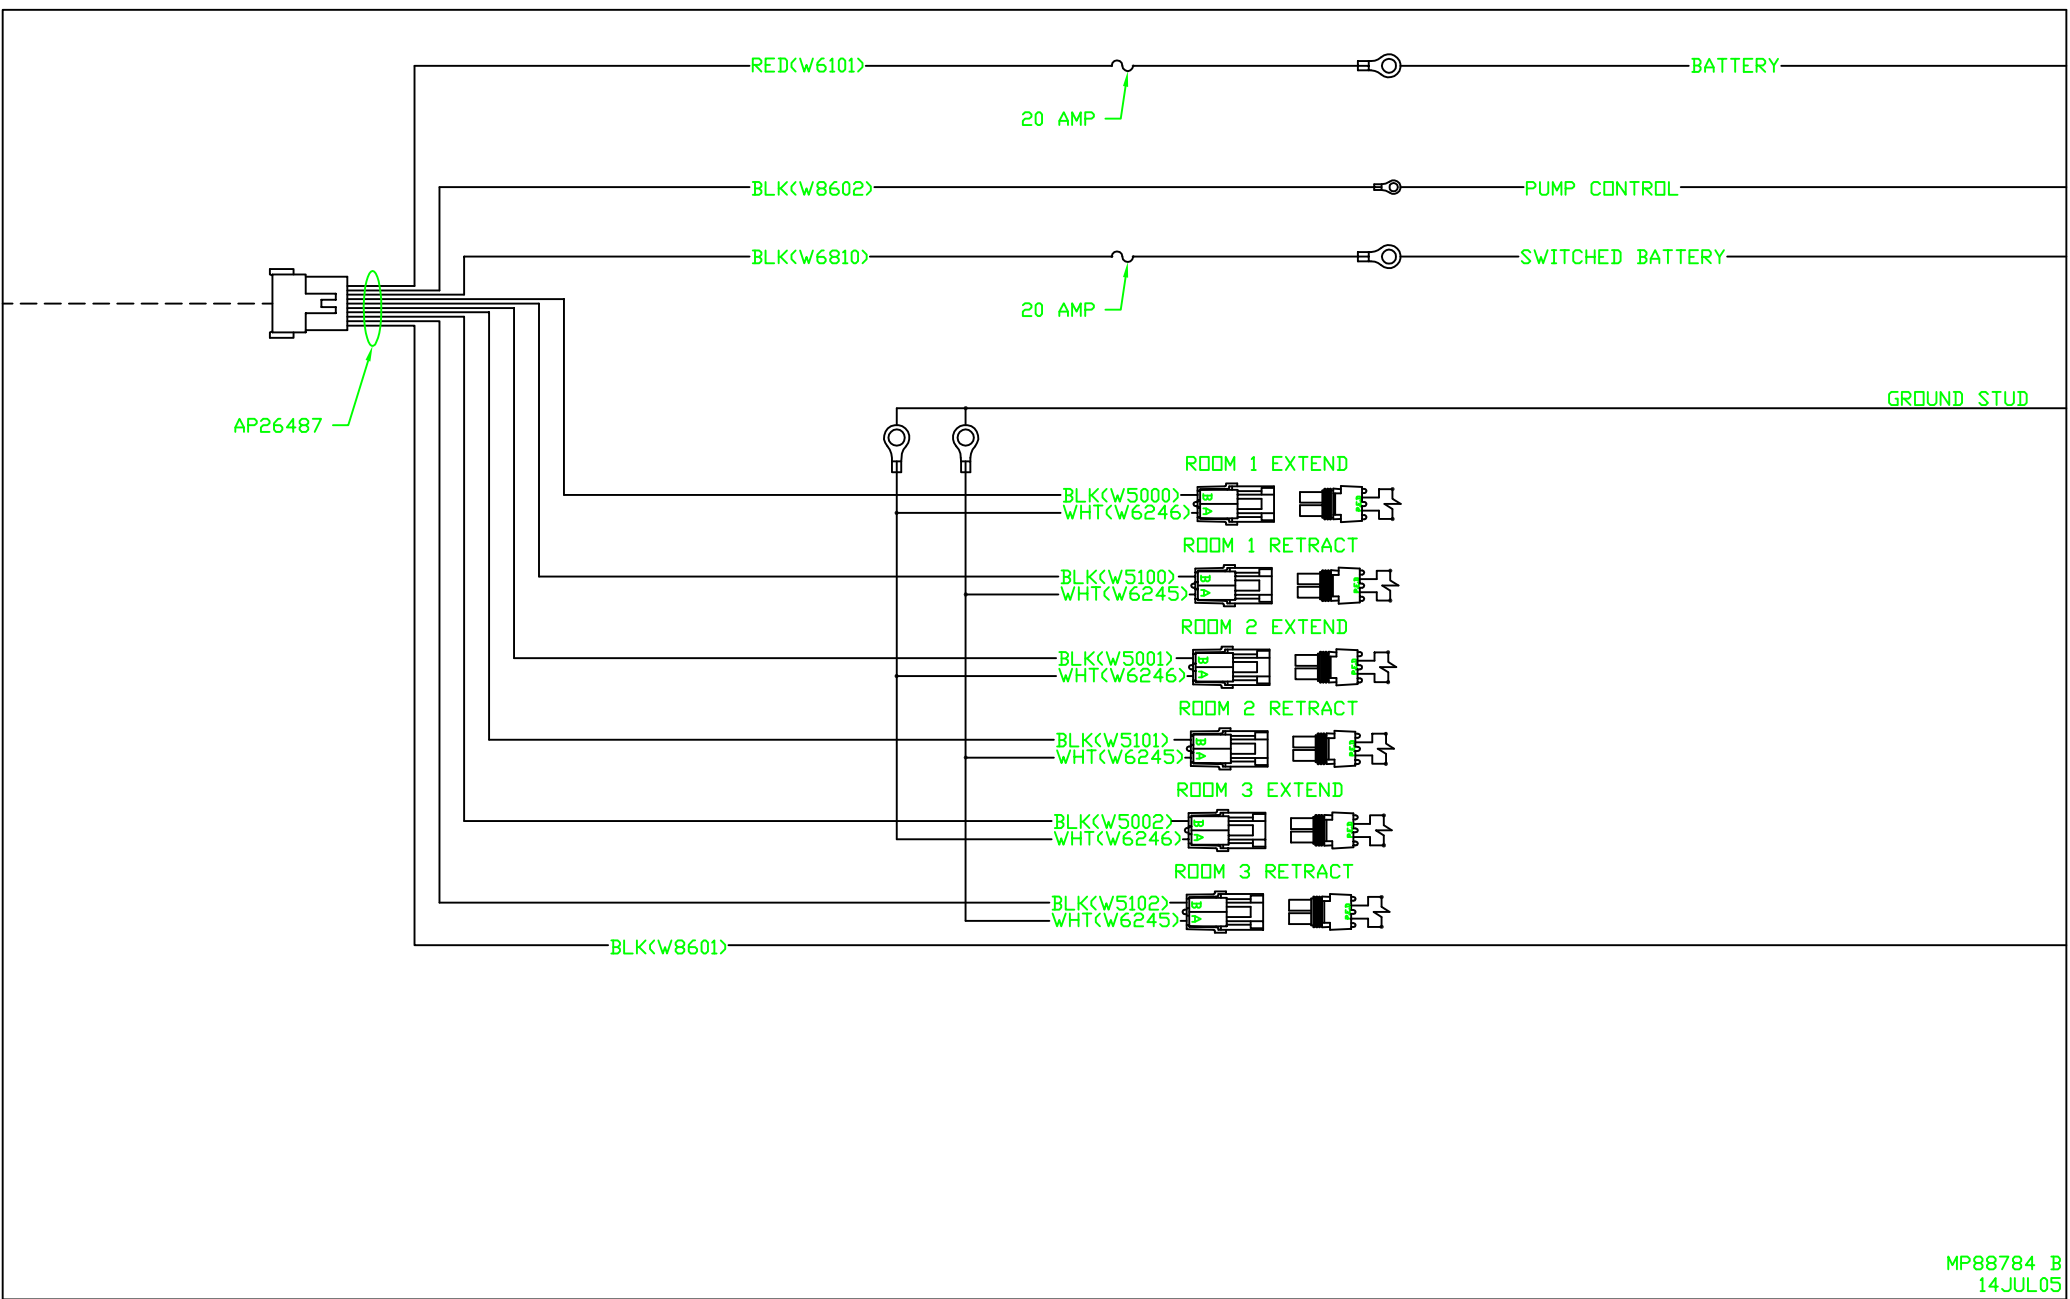 RED(W6101)
BATTERY
20 AMP
BLK(W8602)
PUMP CONTROL
BLK(W6810)
SWITCHED BATTERY
20 AMP
AP26487
GROUND STUD
ROOM 1 EXTEND
BLK(W5000)
WHT(W6246)
B
A
ROOM 1 RETRACT
BLK(W5100)
WHT(W6245)
B
A
ROOM 2 EXTEND
BLK(W5001)
WHT(W6246)
B
A
ROOM 2 RETRACT
BLK(W5101)
WHT(W6245)
B
A
ROOM 3 EXTEND
BLK(W5002)
WHT(W6246)
B
A
ROOM 3 RETRACT
BLK(W5102)
WHT(W6245)
B
A
BLK(W8601)
MP88784 B
14JUL05